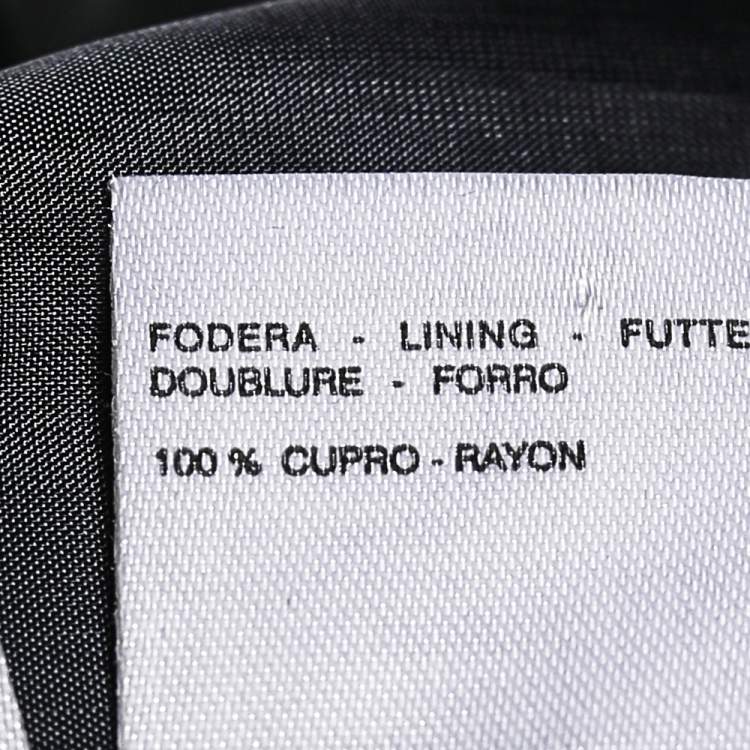 FODERA - LINING - FUTTE
DOUBLURE - FORRO
100 % CUPRO - RAYON